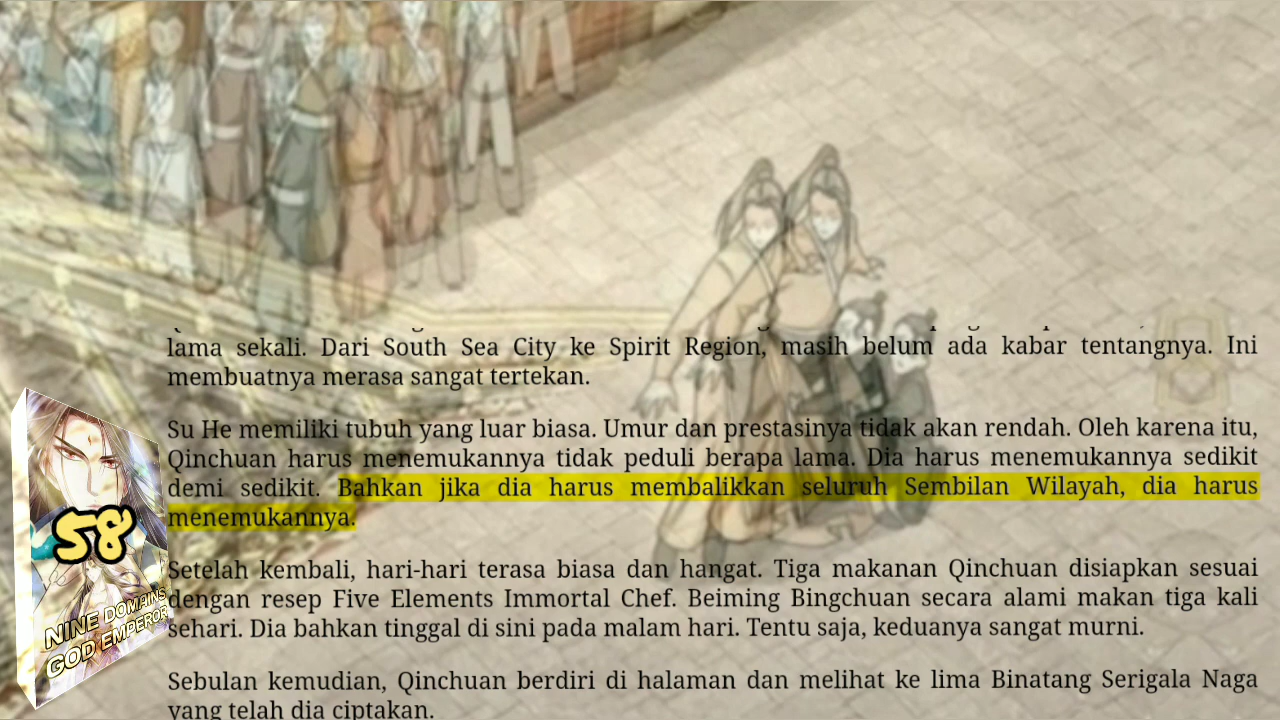 lama sekali. Dari South Sea City ke Spirit Region, masih belum ada kabar tentangnya. Ini
membuatnya merasa sangat tertekan.
Su He memiliki tubuh yang luar biasa. Umur dan prestasinya tidak akan rendah. Oleh karena itu,
Qinchuan harus menemukannya tidak peduli berapa lama. Dia harus menemukannya sedikit
demi sedikit. Bahkan jika dia harus membalikkan seluruh Sembilan Wilayah, dia harus
menemukannya.
Setelah kembali, hari-hari terasa biasa dan hangat. Tiga makanan Qinchuan disiapkan sesuai
dengan resep Five Elements Immortal Chef. Beiming Bingchuan secara alami makan tiga kali
sehari. Dia bahkan tinggal di sini pada malam hari. Tentu saja, keduanya sangat murni.
Sebulan kemudian, Qinchuan berdiri di halaman dan melihat ke lima Binatang Serigala Naga
yang telah dia ciptakan.
58
NINE DOMAINS
GOD EMPEROR